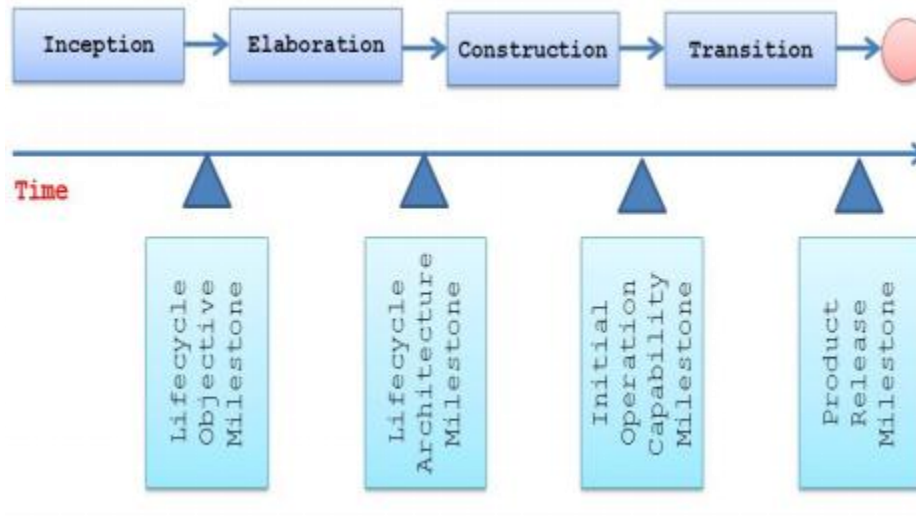 Inception
Elaboration
Construction
Transition
Time
Lifecycle
Objective
Milestone
Lifecycle
Architecture
Milestone
Initial
Operation
Capability
Milestone
Product
Release
Milestone